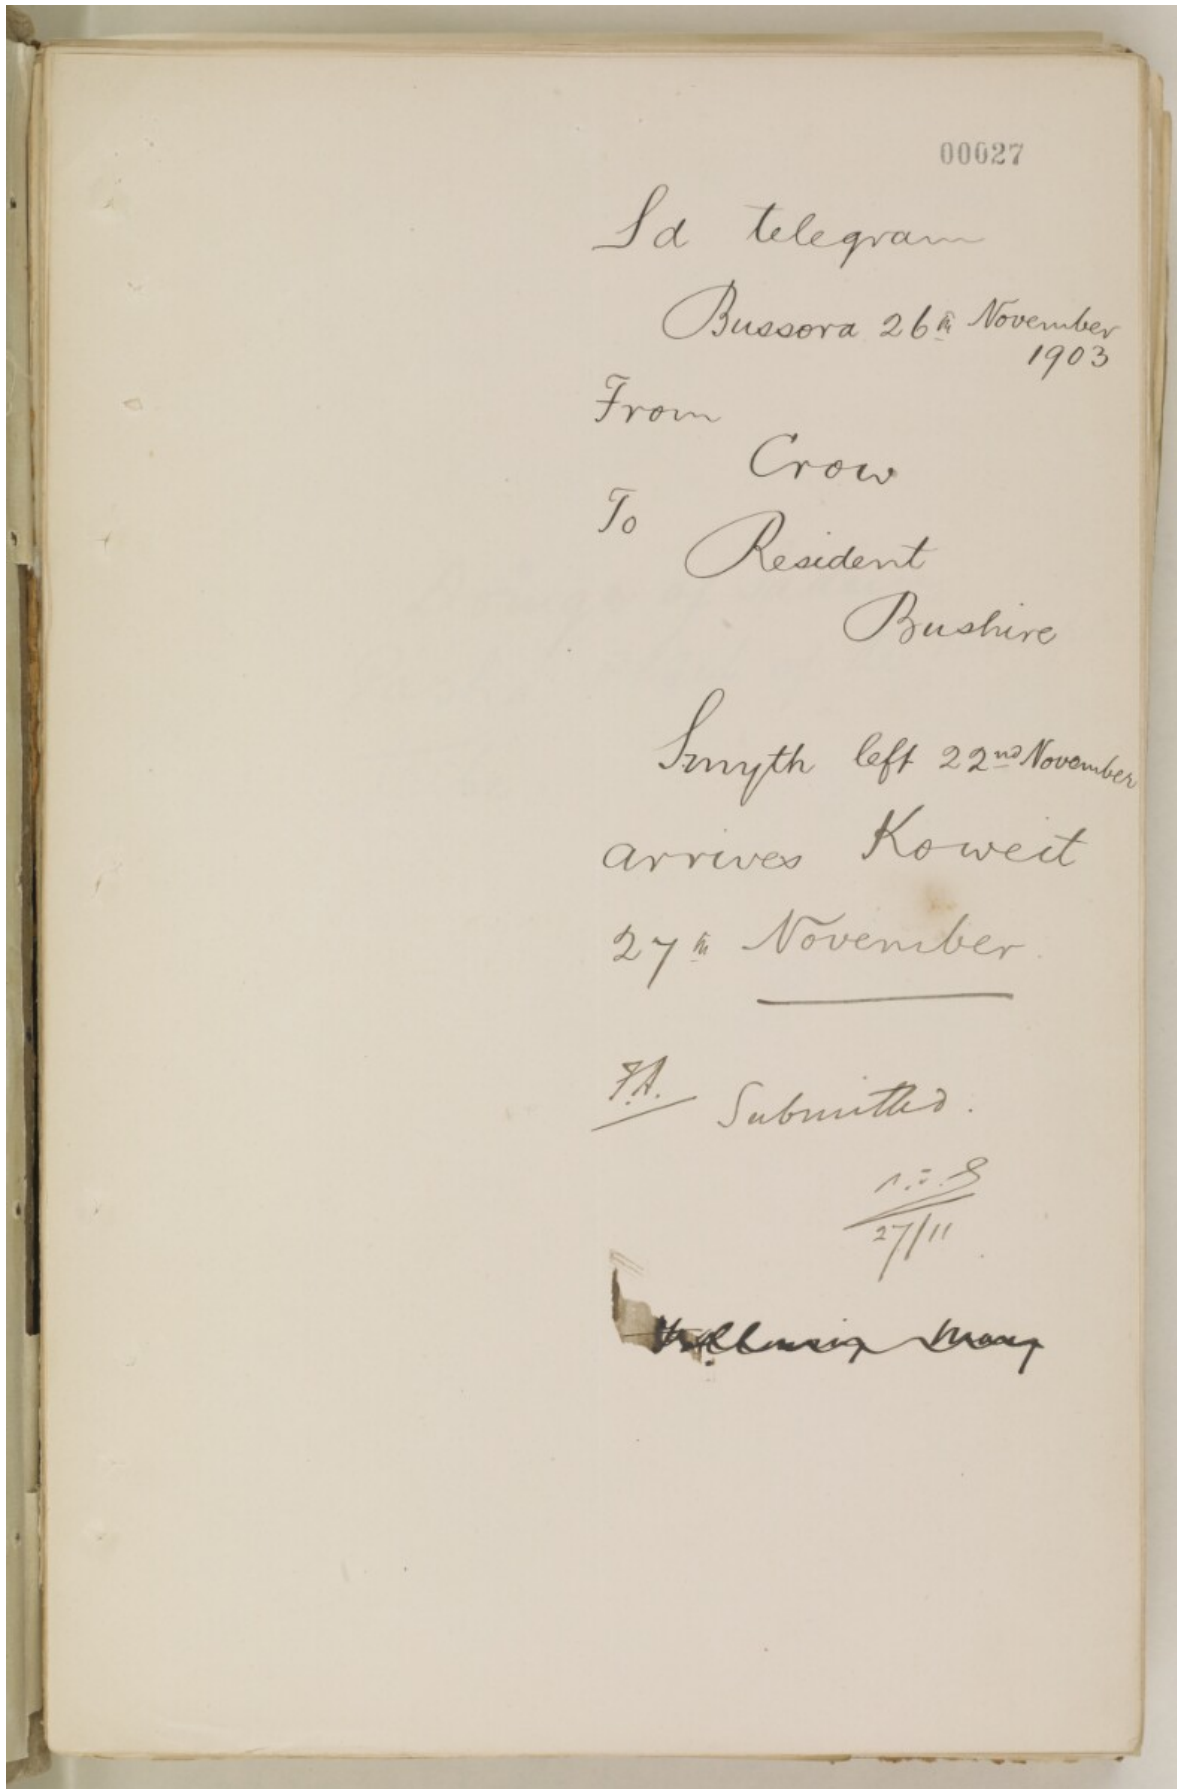 00027
Sd telegram
Bussora 26th November
1903
From
Crow
To
Resident
Bushire
Smyth left 22nd November
arrives Koweit
27th November.
F.A. Submitted.
27/11